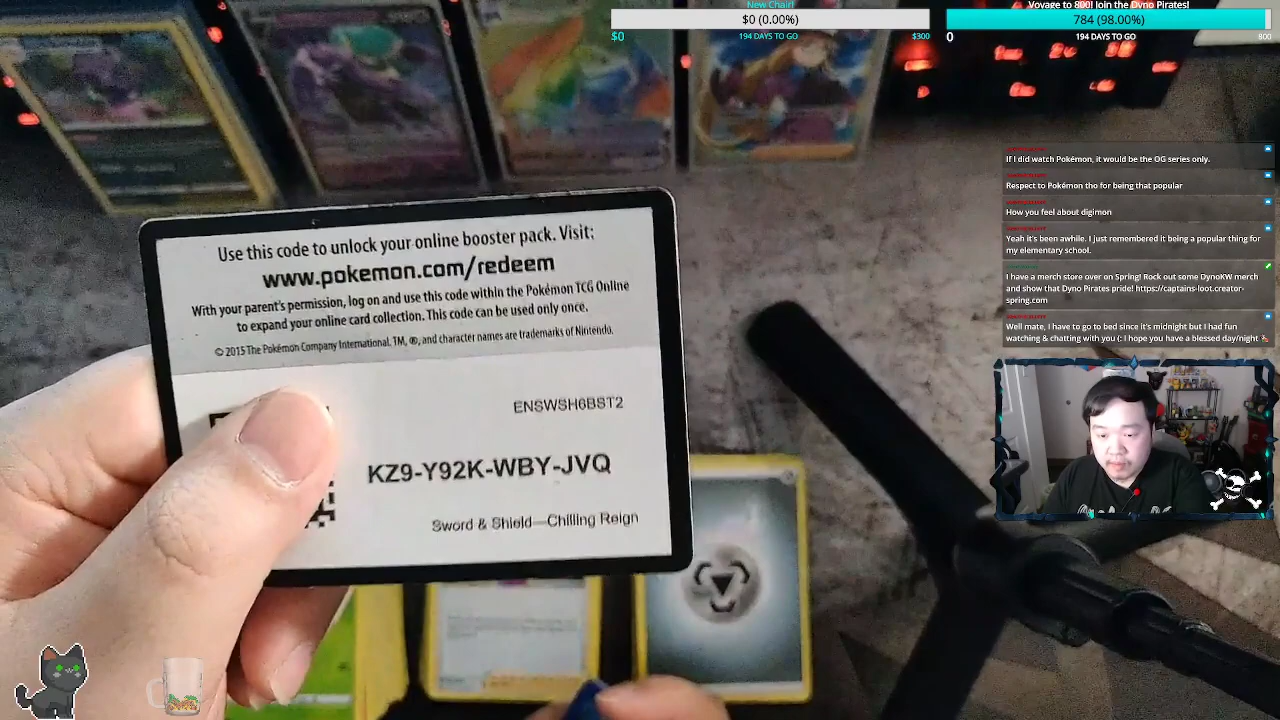 New Chair!
$0 (0.00%)
$0
194 DAYS TO GO
$300
Voyage to 800! Join the Dyno Pirates!
784 (98.00%)
0
194 DAYS TO GO
800
If I did watch Pokémon, it would be the OG series only.
Respect to Pokémon tho for being that popular
How you feel about digimon
Yeah it's been awhile. I just remembered it being a popular thing for
my elementary school.
I have a merch store over on Spring! Rock out some DynoKW merch
and show that Dyno Pirates pride! https://captains-loot.creator-
spring.com
Well mate, I have to go to bed since it's midnight but I had fun
watching & chatting with you (: I hope you have a blessed day/night
Use this code to unlock your online booster pack. Visit:
www.pokemon.com/redeem
With your parent's permission, log on and use this code within the Pokémon TCG Online
to expand your online card collection. This code can be used only once.
© 2015 The Pokémon Company International. TM, ®, and character names are trademarks of Nintendo.
ENSWSH6BST2
KZ9-Y92K-WBY-JVQ
Sword & Shield—Chilling Reign